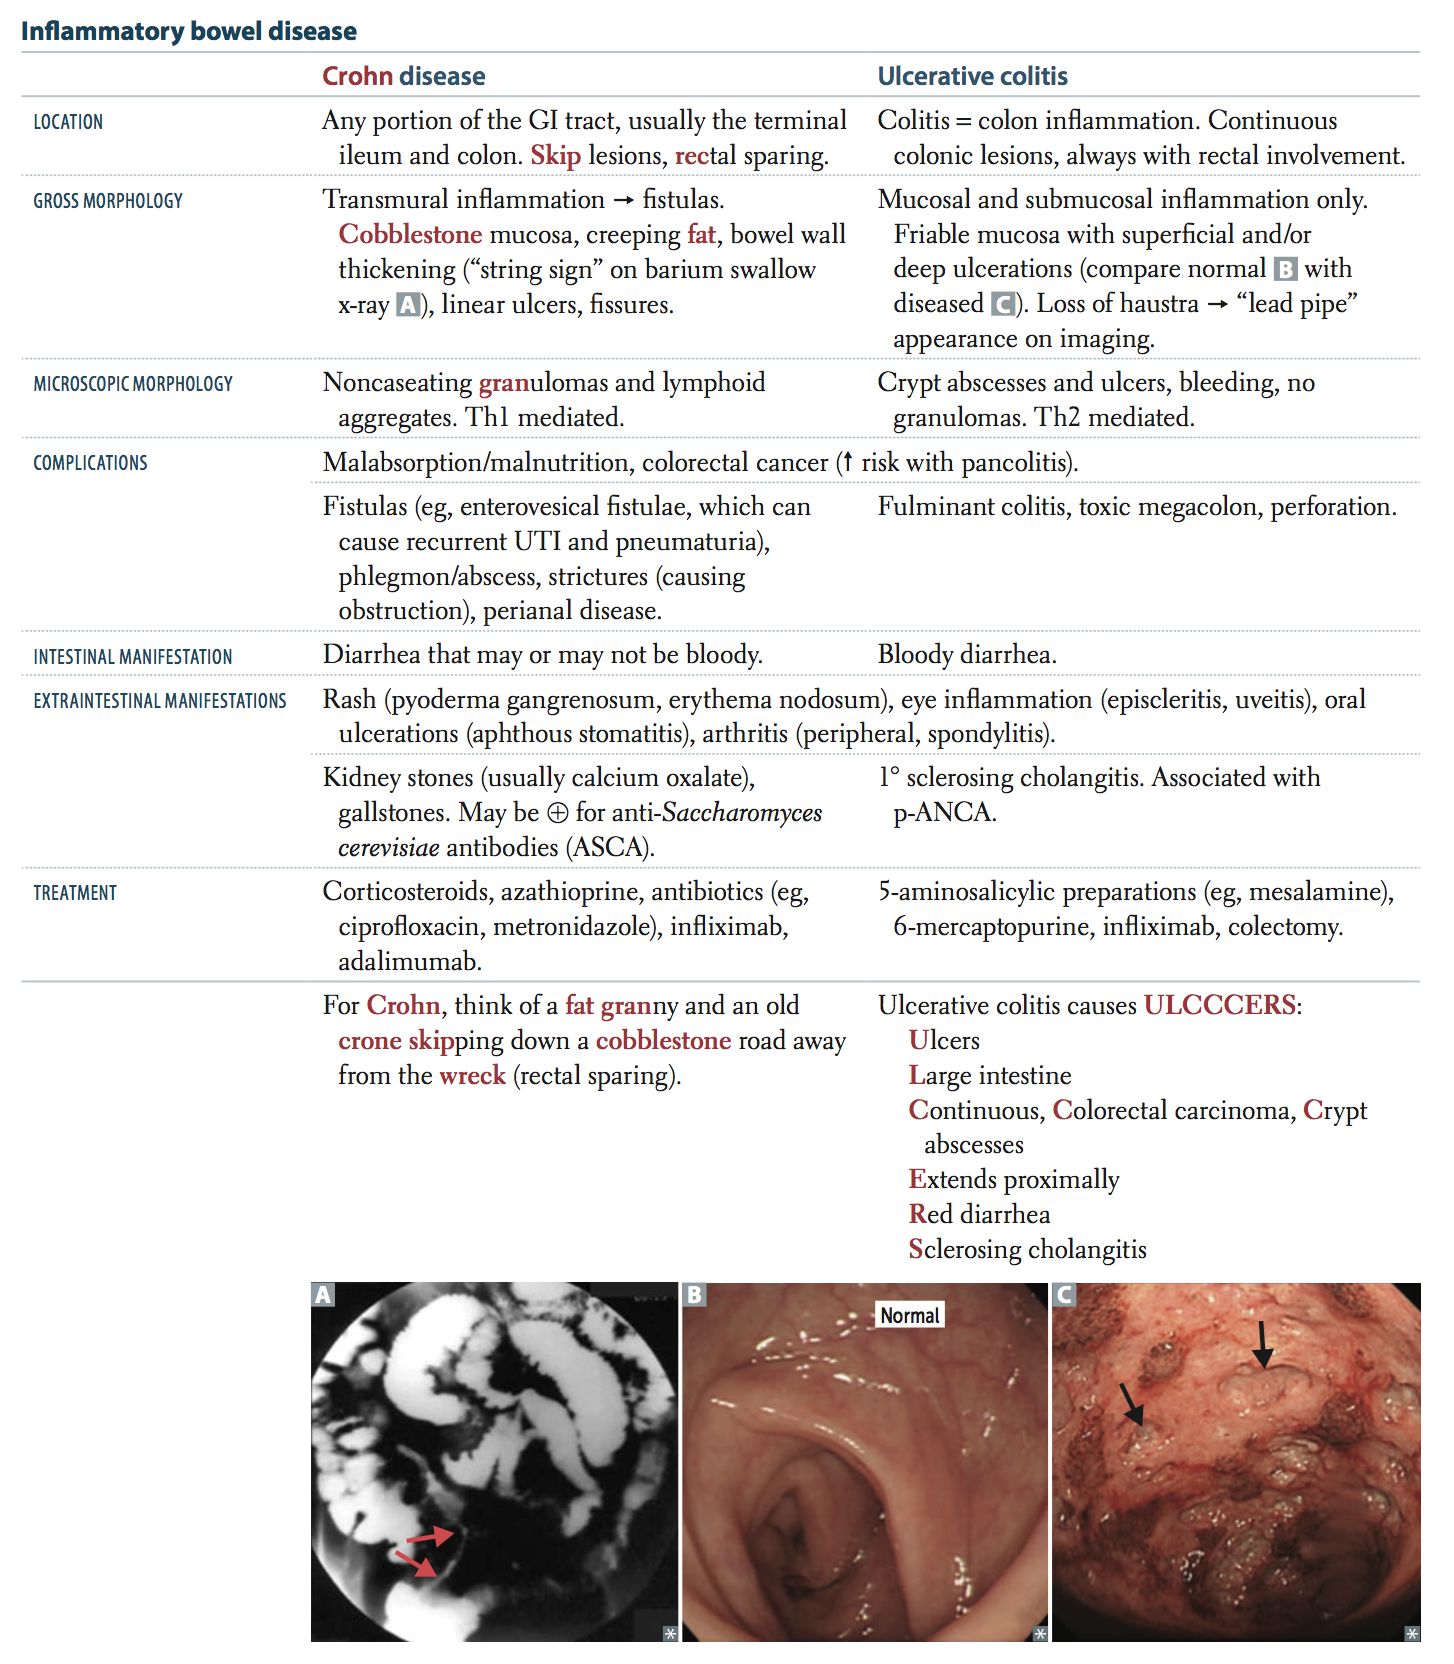 Inflammatory bowel disease
Crohn disease
Ulcerative colitis
LOCATION
Any portion of the GI tract, usually the terminal
ileum and colon. Skip lesions, rectal sparing.
Colitis = colon inflammation. Continuous
colonic lesions, always with rectal involvement.
GROSS MORPHOLOGY
Transmural inflammation → fistulas.
Cobblestone mucosa, creeping fat, bowel wall
thickening (“string sign” on barium swallow
x-ray A), linear ulcers, fissures.
Mucosal and submucosal inflammation only.
Friable mucosa with superficial and/or
deep ulcerations (compare normal B with
diseased C). Loss of haustra → “lead pipe”
appearance on imaging.
MICROSCOPIC MORPHOLOGY
Noncaseating granulomas and lymphoid
aggregates. Th1 mediated.
Crypt abscesses and ulcers, bleeding, no
granulomas. Th2 mediated.
COMPLICATIONS
Malabsorption/malnutrition, colorectal cancer (↑ risk with pancolitis).
Fistulas (eg, enterovesical fistulae, which can
cause recurrent UTI and pneumaturia),
phlegmon/abscess, strictures (causing
obstruction), perianal disease.
Fulminant colitis, toxic megacolon, perforation.
INTESTINAL MANIFESTATION
Diarrhea that may or may not be bloody.
Bloody diarrhea.
EXTRAINTESTINAL MANIFESTATIONS
Rash (pyoderma gangrenosum, erythema nodosum), eye inflammation (episcleritis, uveitis), oral
ulcerations (aphthous stomatitis), arthritis (peripheral, spondylitis).
Kidney stones (usually calcium oxalate),
gallstones. May be ⊕ for anti-Saccharomyces
cerevisiae antibodies (ASCA).
1° sclerosing cholangitis. Associated with
p-ANCA.
TREATMENT
Corticosteroids, azathioprine, antibiotics (eg,
ciprofloxacin, metronidazole), infliximab,
adalimumab.
5-aminosalicylic preparations (eg, mesalamine),
6-mercaptopurine, infliximab, colectomy.
For Crohn, think of a fat granny and an old
crone skipping down a cobblestone road away
from the wreck (rectal sparing).
Ulcerative colitis causes ULCCCERS:
Ulcers
Large intestine
Continuous, Colorectal carcinoma, Crypt
abscesses
Extends proximally
Red diarrhea
Sclerosing cholangitis
A
B
Normal
C